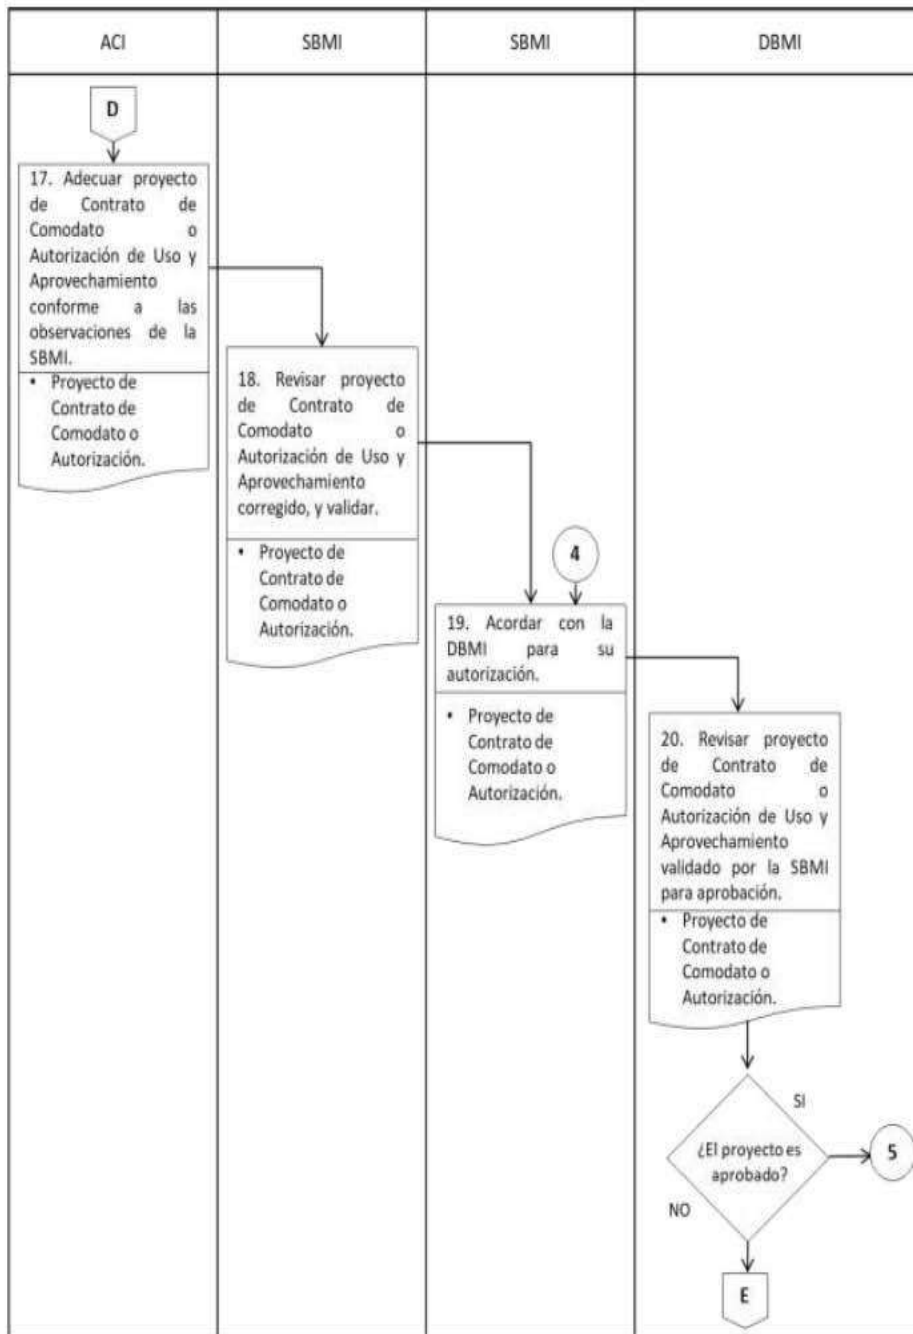 ACI
SBMI
SBMI
DBMI
D
17. Adecuar proyecto
de Contrato de
Comodato o
Autorización de Uso y
Aprovechamiento
conforme a las
observaciones de la
SBMI.
• Proyecto de
Contrato de
Comodato o
Autorización.
18. Revisar proyecto
de Contrato de
Comodato o
Autorización de Uso y
Aprovechamiento
corregido, y validar.
• Proyecto de
Contrato de
Comodato o
Autorización.
4
19. Acordar con la
DBMI para su
autorización.
• Proyecto de
Contrato de
Comodato o
Autorización.
20. Revisar proyecto
de Contrato de
Comodato o
Autorización de Uso y
Aprovechamiento
validado por la SBMI
para aprobación.
• Proyecto de
Contrato de
Comodato o
Autorización.
SI
¿El proyecto es
aprobado?
5
NO
E